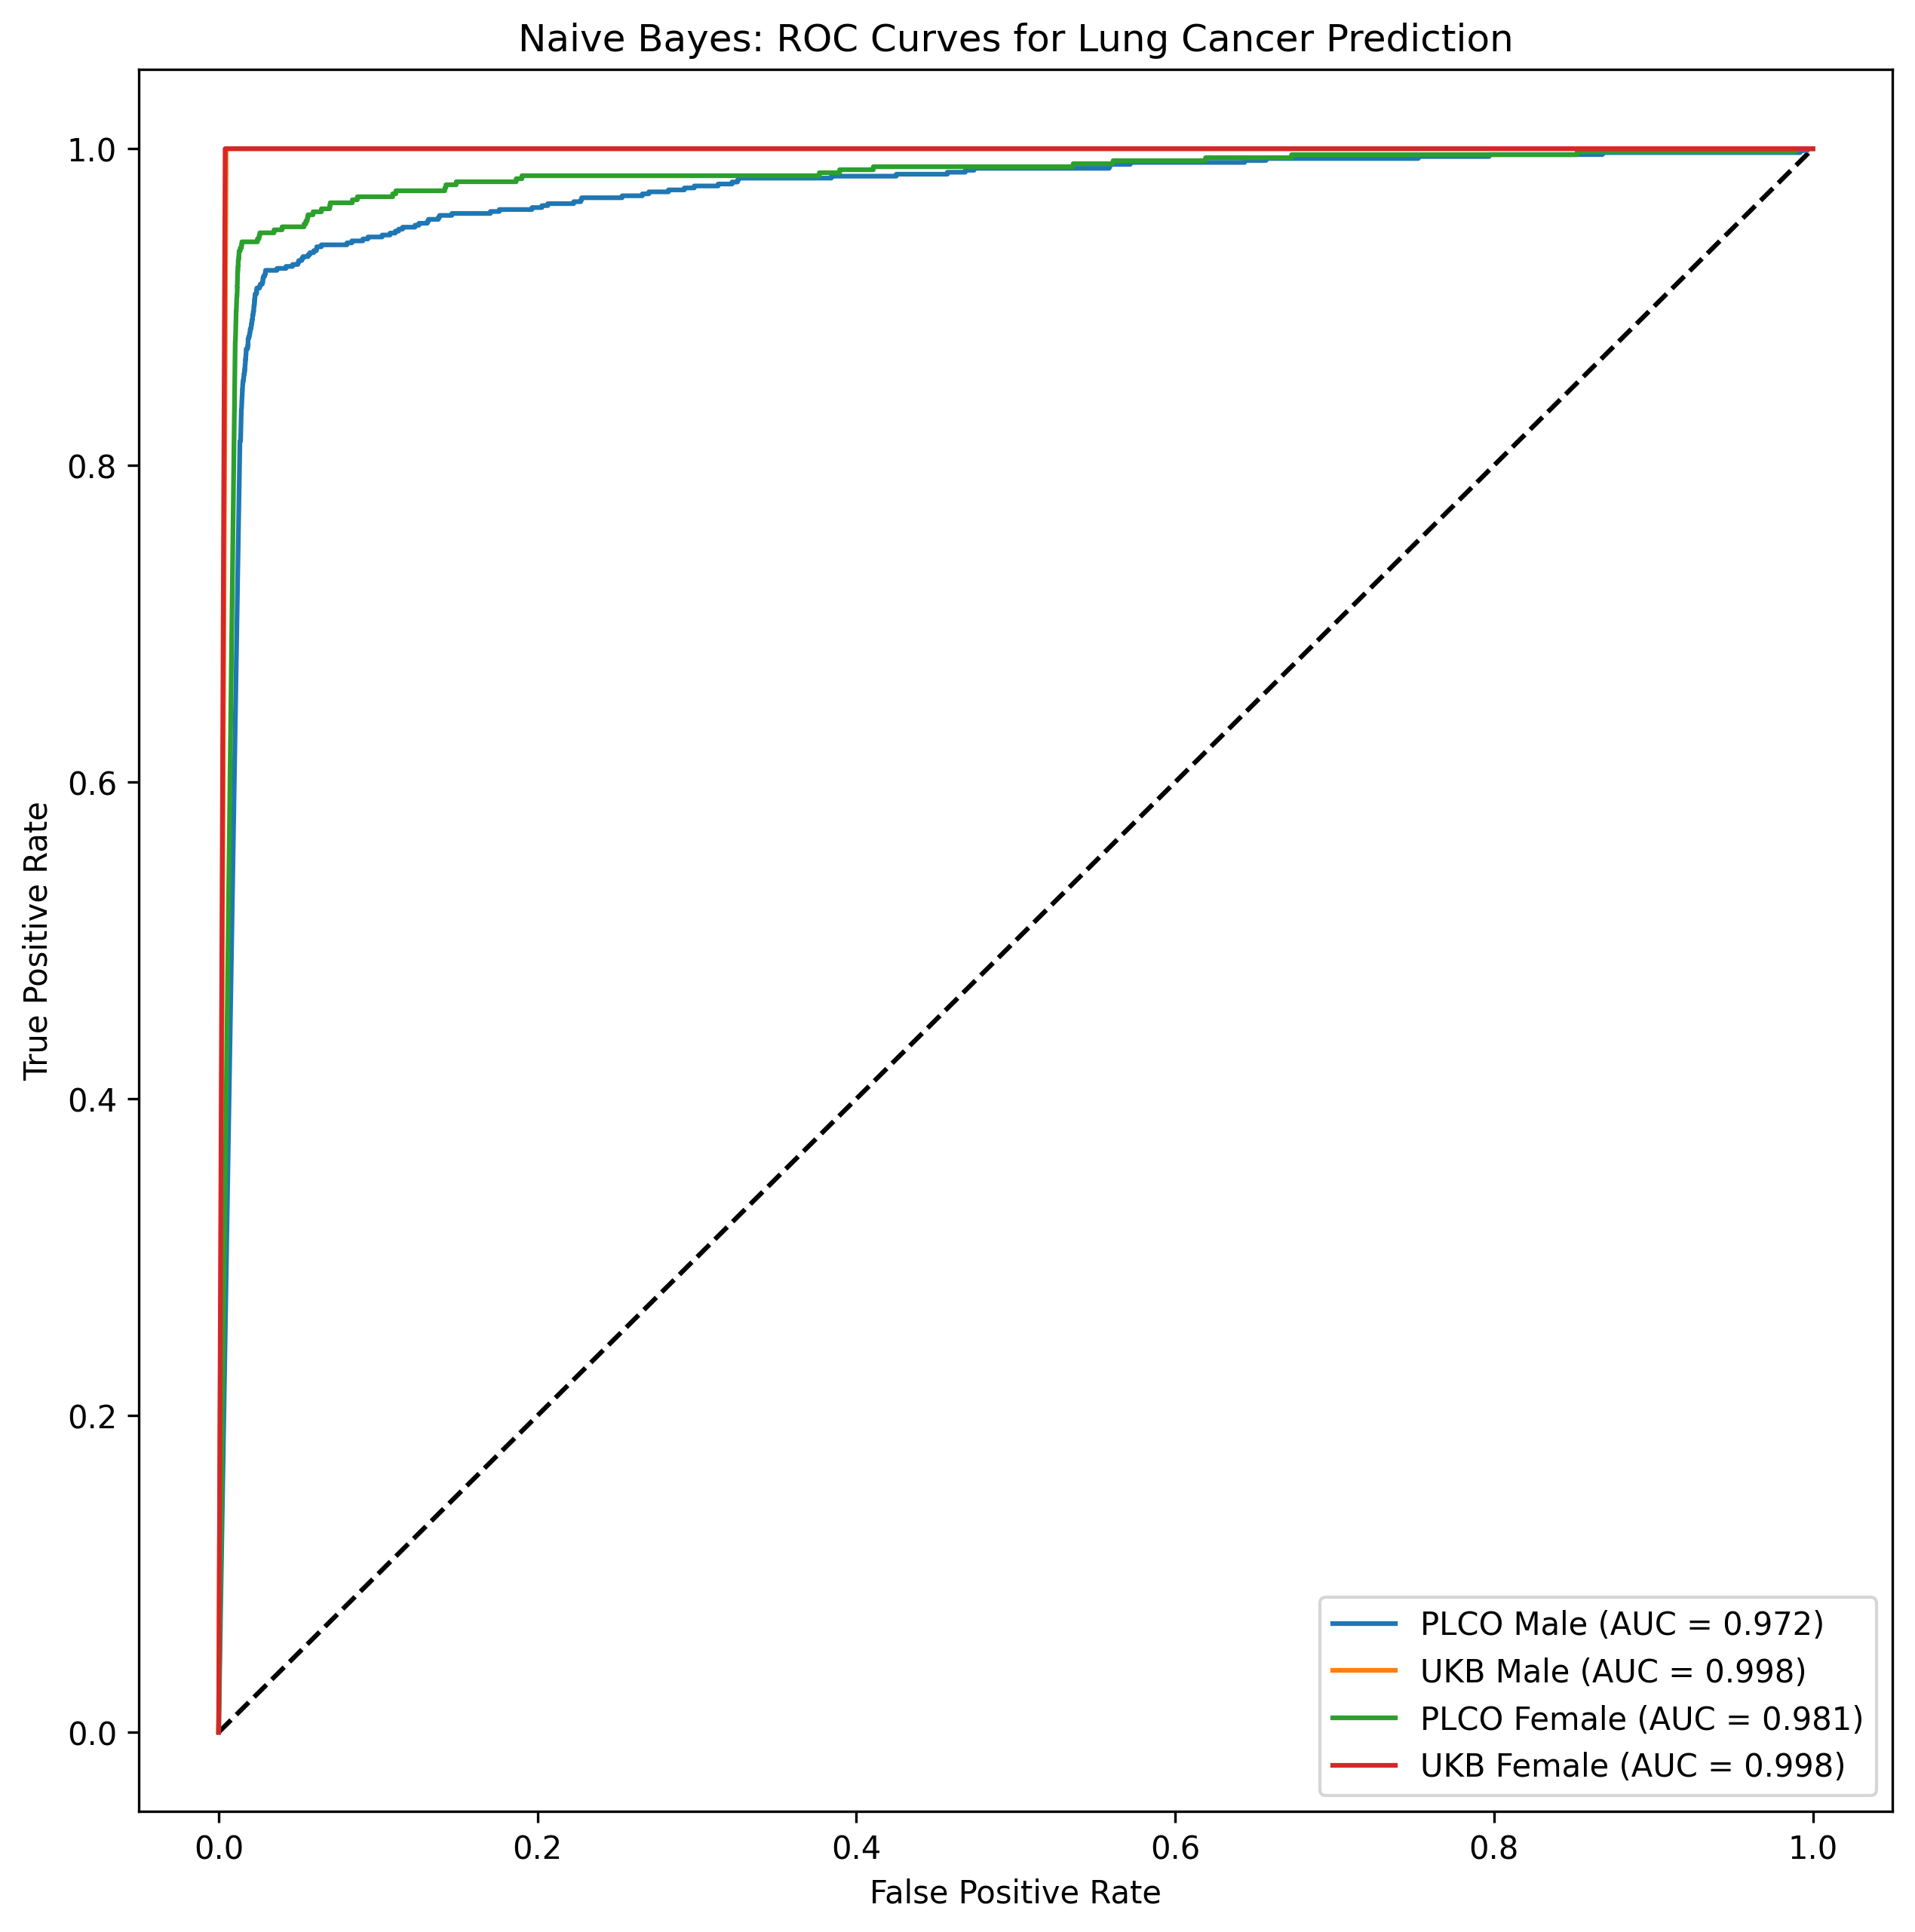 Naive Bayes: ROC Curves for Lung Cancer Prediction
True Positive Rate
1.0
0.8
0.6
0.4
0.2
0.0
PLCO Male (AUC = 0.972)
UKB Male (AUC = 0.998)
PLCO Female (AUC = 0.981)
UKB Female (AUC = 0.998)
0.0 0.2 0.4 0.6 0.8 1.0
False Positive Rate